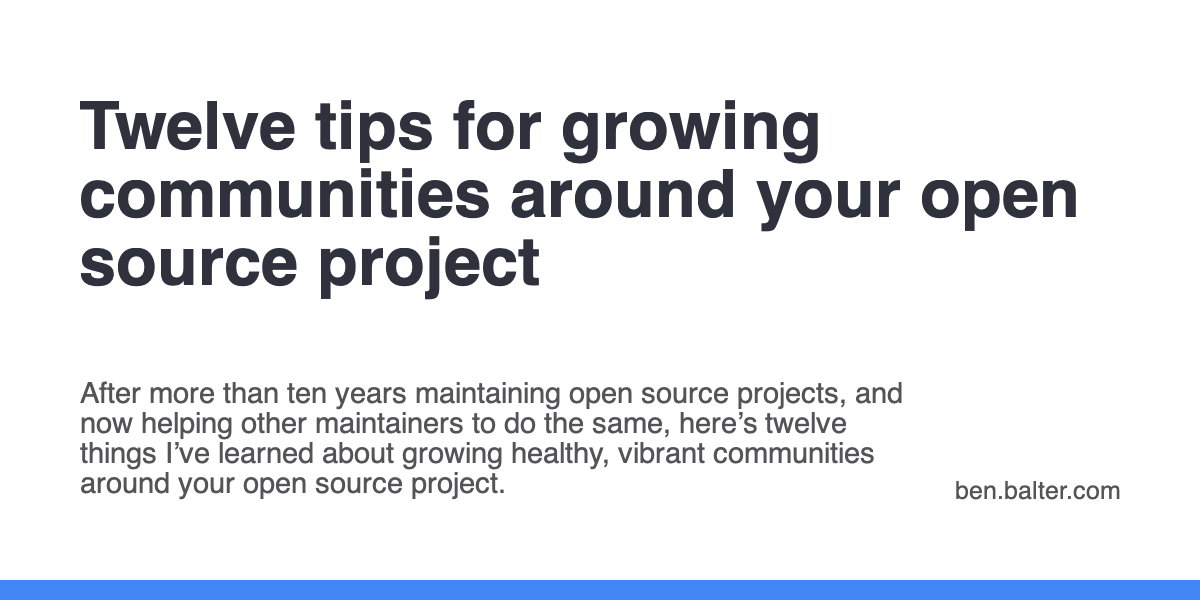 Twelve tips for growing
communities around your open
source project
After more than ten years maintaining open source projects, and
now helping other maintainers to do the same, here’s twelve
things I’ve learned about growing healthy, vibrant communities
around your open source project.
ben.balter.com